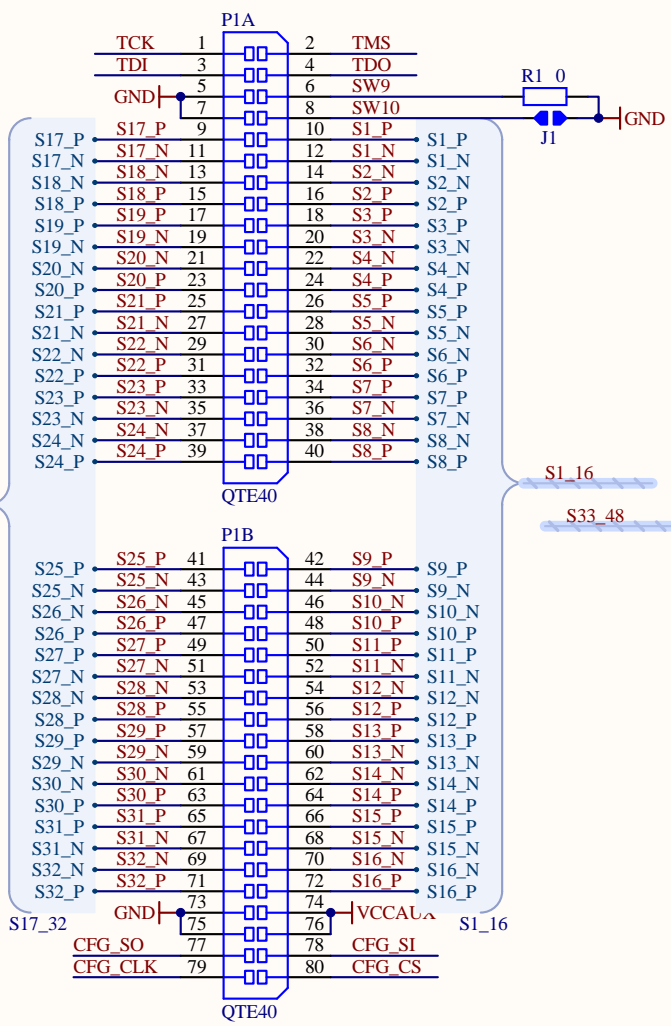 P1A
TCK 1 2 TMS
TDI 3 4 TDO
GND 5 6 SW9 R1 0
7 8 SW10 J1 GND
S17_P S17_P 9 10 S1_P S1_P
S17_N S17_N 11 12 S1_N S1_N
S18_N S18_N 13 14 S2_N S2_N
S18_P S18_P 15 16 S2_P S2_P
S19_P S19_P 17 18 S3_P S3_P
S19_N S19_N 19 20 S3_N S3_N
S20_N S20_N 21 22 S4_N S4_N
S20_P S20_P 23 24 S4_P S4_P
S21_P S21_P 25 26 S5_P S5_P
S21_N S21_N 27 28 S5_N S5_N
S22_N S22_N 29 30 S6_N S6_N
S22_P S22_P 31 32 S6_P S6_P
S23_P S23_P 33 34 S7_P S7_P
S23_N S23_N 35 36 S7_N S7_N
S24_N S24_N 37 38 S8_N S8_N
S24_P S24_P 39 40 S8_P S8_P
S1_16
QTE40
S33_48
P1B
S25_P S25_P 41 42 S9_P S9_P
S25_N S25_N 43 44 S9_N S9_N
S26_N S26_N 45 46 S10_N S10_N
S26_P S26_P 47 48 S10_P S10_P
S27_P S27_P 49 50 S11_P S11_P
S27_N S27_N 51 52 S11_N S11_N
S28_N S28_N 53 54 S12_N S12_N
S28_P S28_P 55 56 S12_P S12_P
S29_P S29_P 57 58 S13_P S13_P
S29_N S29_N 59 60 S13_N S13_N
S30_N S30_N 61 62 S14_N S14_N
S30_P S30_P 63 64 S14_P S14_P
S31_P S31_P 65 66 S15_P S15_P
S31_N S31_N 67 68 S15_N S15_N
S32_N S32_N 69 70 S16_N S16_N
S32_P S32_P 71 72 S16_P S16_P
GND 73 74 VCCAUX
S17_32 75 76 S1_16
CFG_SO 77 78 CFG_SI
CFG_CLK 79 80 CFG_CS
QTE40